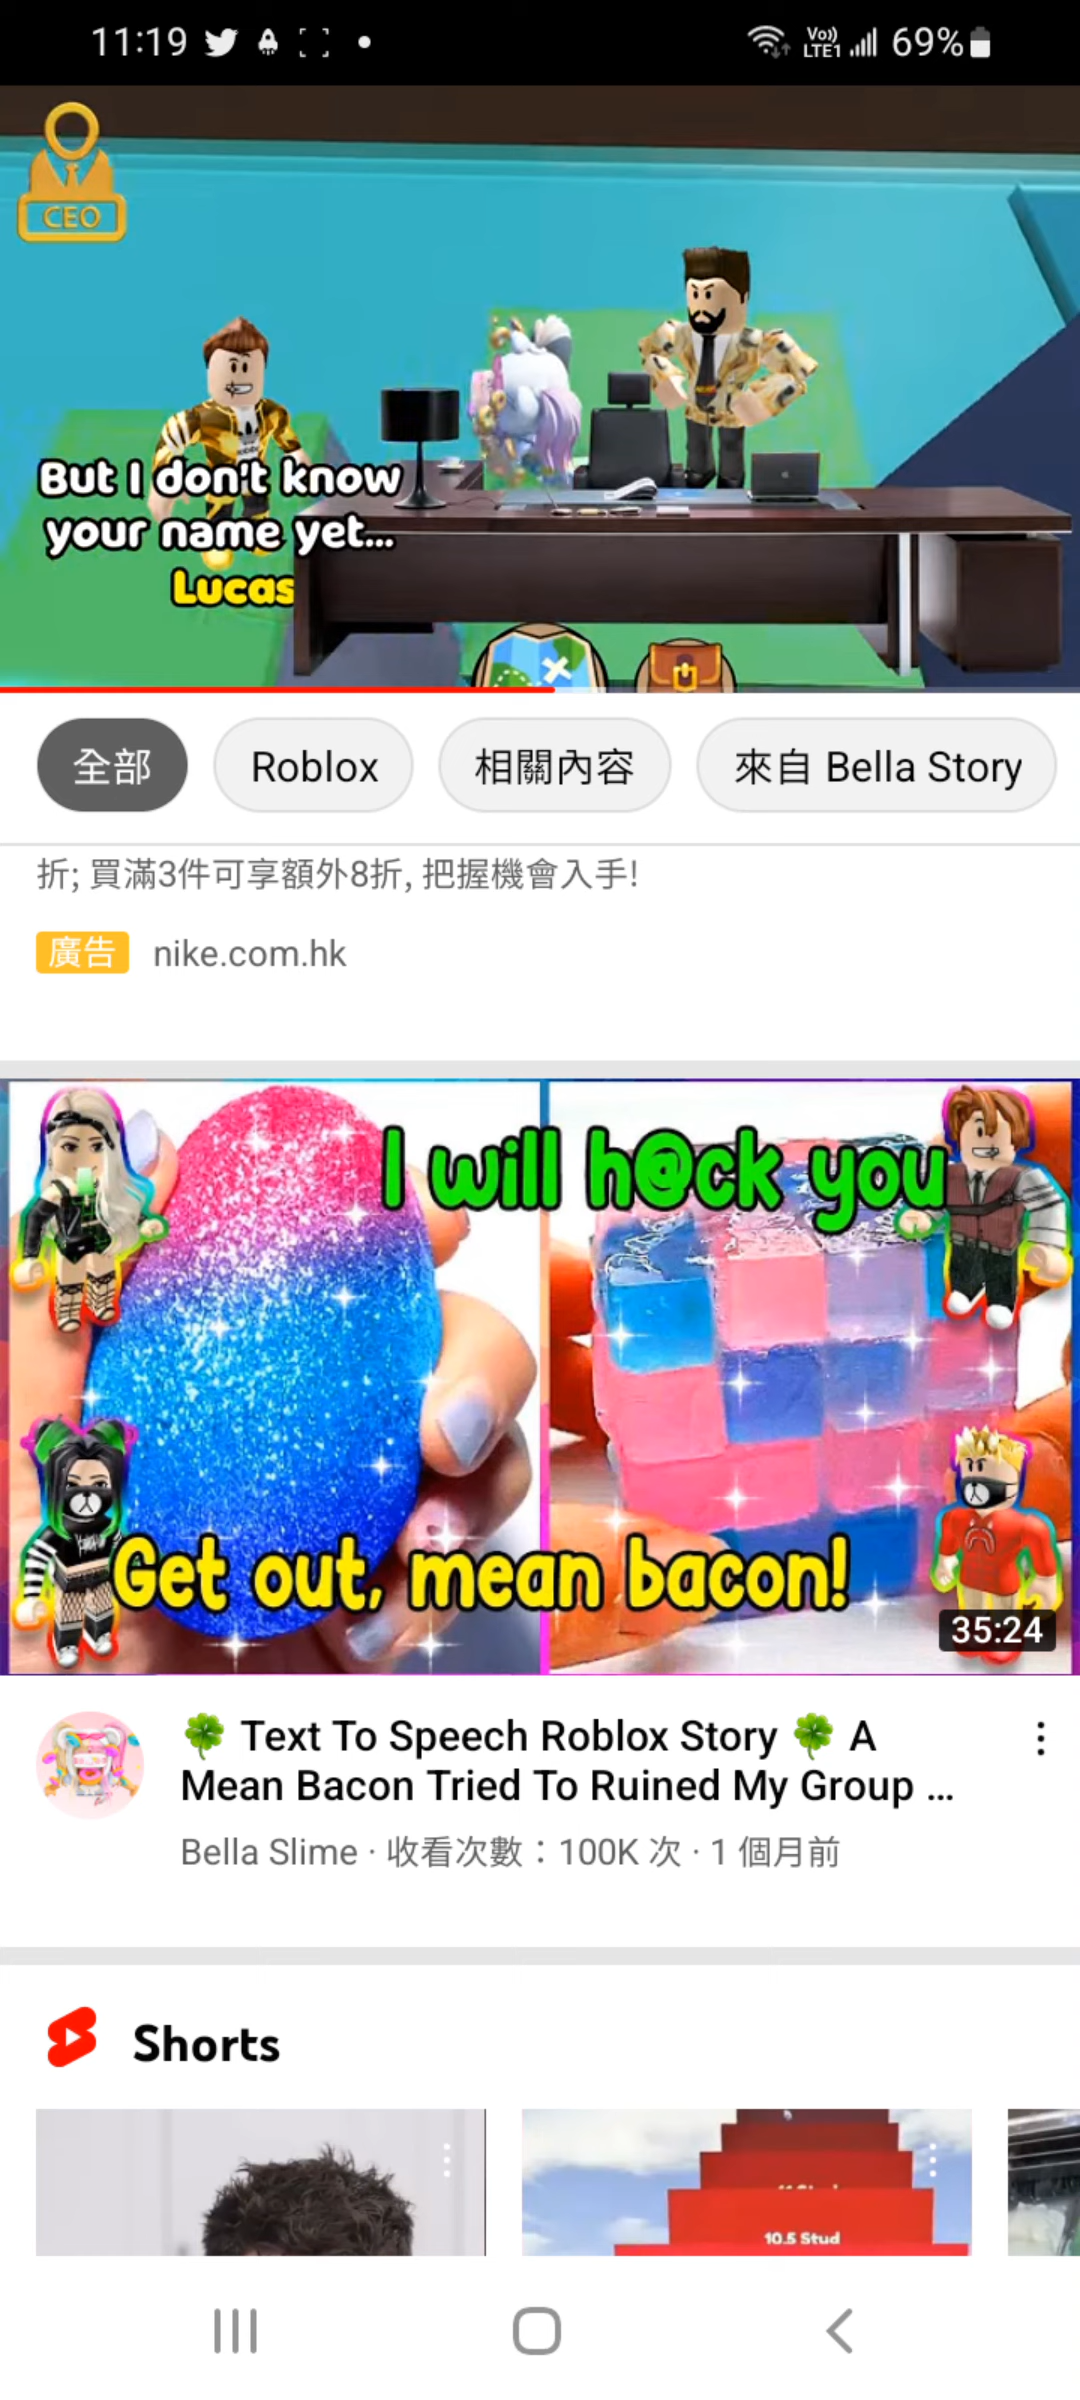 11:19
Vo))
LTE1
69%
CEO
But I don't know
your name yet...
Lucas
全部
Roblox
相關內容
來自 Bella Story
折; 買滿3件可享額外8折, 把握機會入手!
廣告
nike.com.hk
I will h@ck you
Get out, mean bacon!
35:24
🍀 Text To Speech Roblox Story 🍀 A
Mean Bacon Tried To Ruined My Group ...
Bella Slime · 收看次數：100K 次 · 1 個月前
Shorts
10.5 Stud